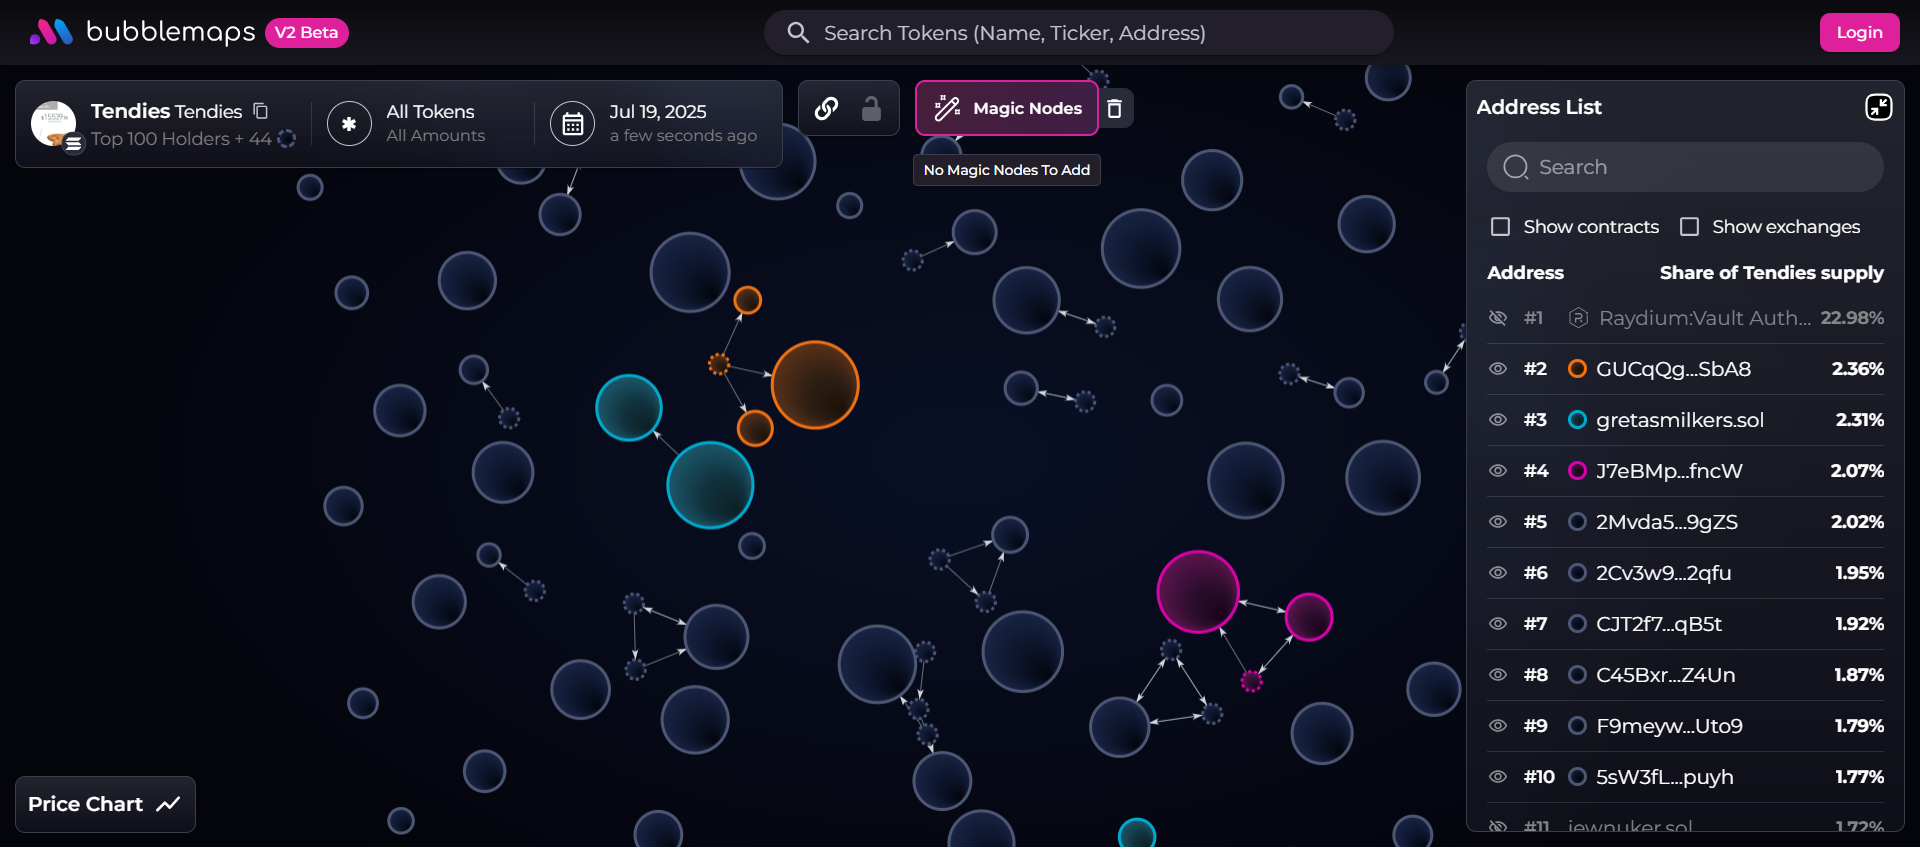 bubblemaps V2 Beta
Search Tokens (Name, Ticker, Address)
Login
Tendies Tendies
Top 100 Holders + 44
All Tokens
All Amounts
Jul 19, 2025
a few seconds ago
Magic Nodes
No Magic Nodes To Add
Address List
Search
Show contracts Show exchanges
Address Share of Tendies supply
#1 Raydium:Vault Auth... 22.98%
#2 GUCqQg...SbA8 2.36%
#3 gretasmilkers.sol 2.31%
#4 J7eBMp...fncW 2.07%
#5 2Mvda5...9gZS 2.02%
#6 2Cv3w9...2qfu 1.95%
#7 CJT2f7...qB5t 1.92%
#8 C45Bxr...Z4Un 1.87%
#9 F9meyw...Uto9 1.79%
#10 5sW3fL...puyh 1.77%
#11 jewnuker.sol 1.72%
Price Chart